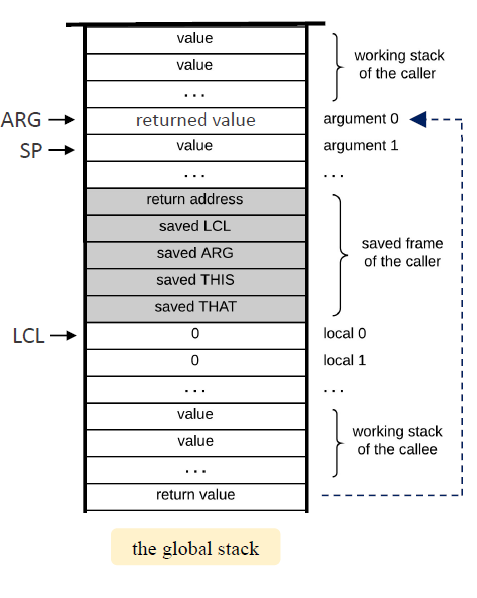 value
value
...
working stack
of the caller
ARG
returned value
argument 0
SP
value
argument 1
...
...
return address
saved LCL
saved ARG
saved THIS
saved THAT
saved frame
of the caller
LCL
0
local 0
0
local 1
...
...
value
value
...
working stack
of the callee
return value
the global stack